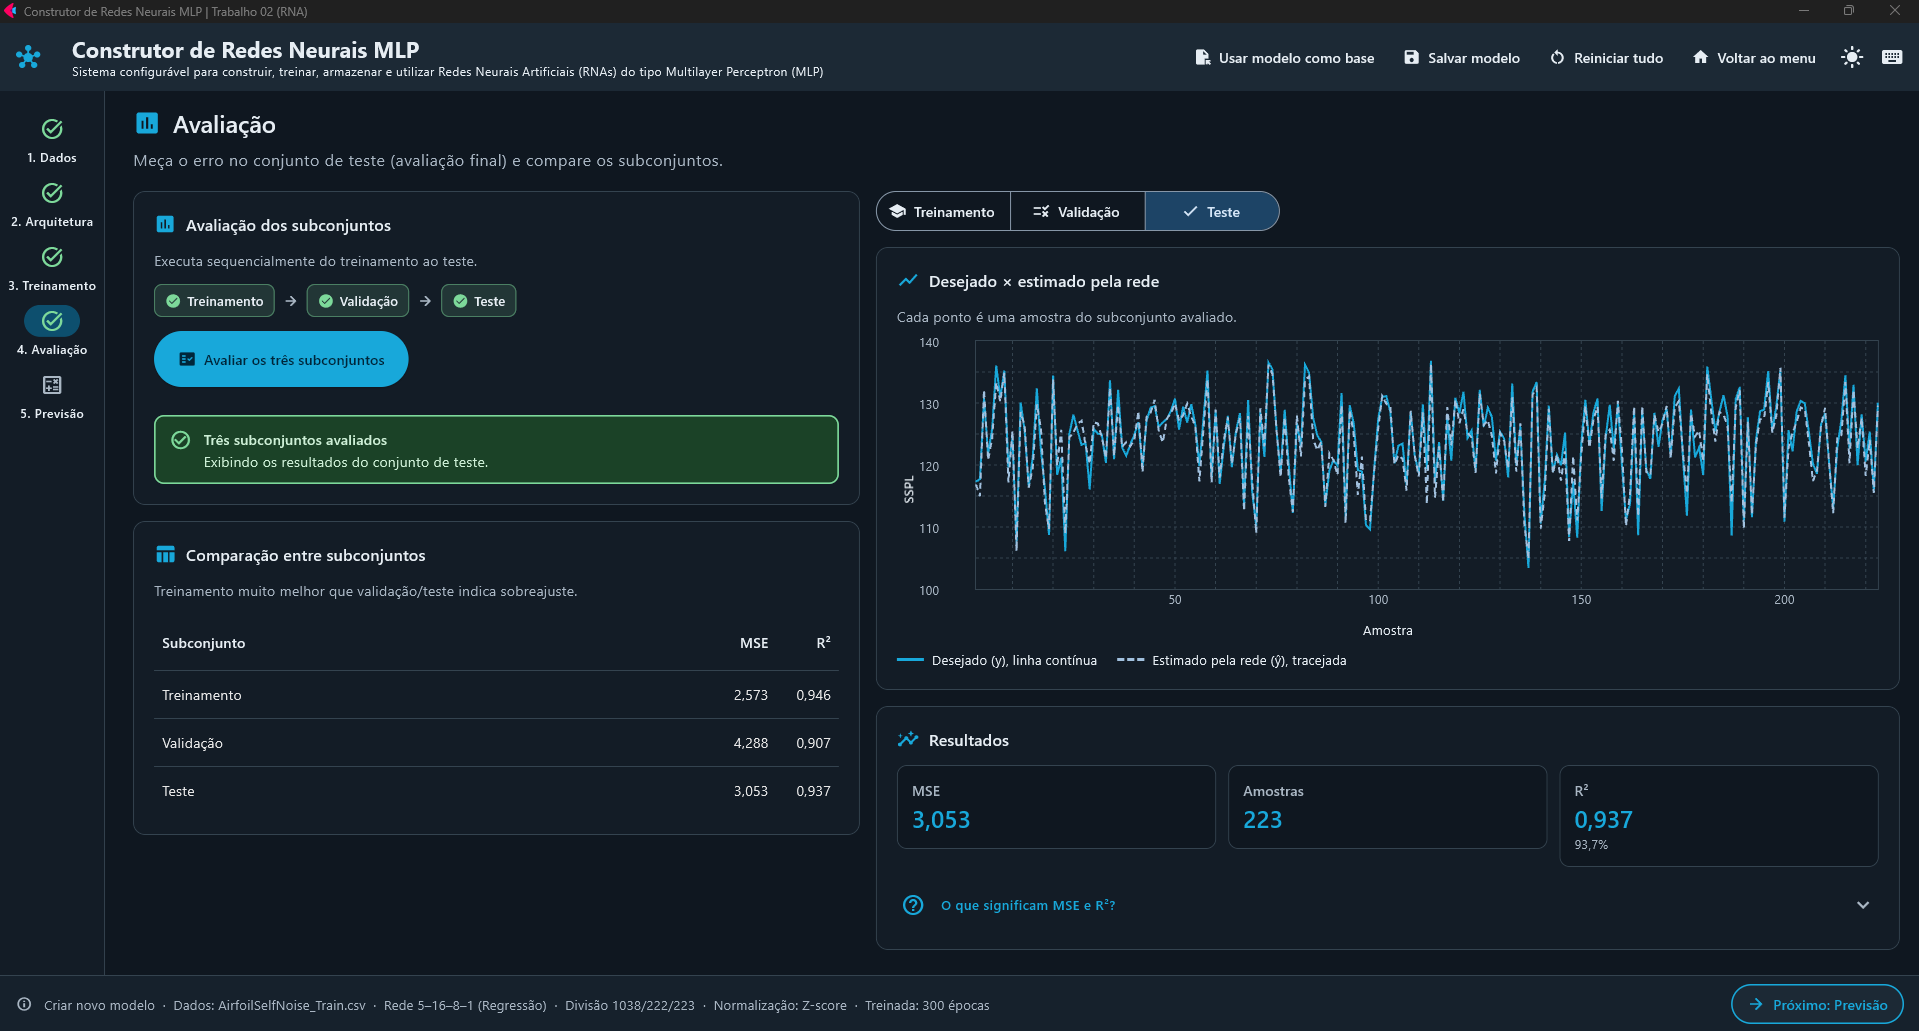 Construtor de Redes Neurais MLP | Trabalho 02 (RNA)
Construtor de Redes Neurais MLP
Sistema configurável para construir, treinar, armazenar e utilizar Redes Neurais Artificiais (RNAs) do tipo Multilayer Perceptron (MLP)
Usar modelo como base
Salvar modelo
Reiniciar tudo
Voltar ao menu
1. Dados
2. Arquitetura
3. Treinamento
4. Avaliação
5. Previsão
Avaliação
Meça o erro no conjunto de teste (avaliação final) e compare os subconjuntos.
Avaliação dos subconjuntos
Executa sequencialmente do treinamento ao teste.
Treinamento → Validação → Teste
Avaliar os três subconjuntos
Três subconjuntos avaliados
Exibindo os resultados do conjunto de teste.
Comparação entre subconjuntos
Treinamento muito melhor que validação/teste indica sobreajuste.
Subconjunto MSE R²
Treinamento 2,573 0,946
Validação 4,288 0,907
Teste 3,053 0,937
Treinamento Validação Teste
Desejado × estimado pela rede
Cada ponto é uma amostra do subconjunto avaliado.
140
130
120
110
100
SSPL
50 100 150 200
Amostra
Desejado (y), linha contínua
Estimado pela rede (ŷ), tracejada
Resultados
MSE
3,053
Amostras
223
R²
0,937
93,7%
O que significam MSE e R²?
Criar novo modelo · Dados: AirfoilSelfNoise_Train.csv · Rede 5–16–8–1 (Regressão) · Divisão 1038/222/223 · Normalização: Z-score · Treinada: 300 épocas
Próximo: Previsão